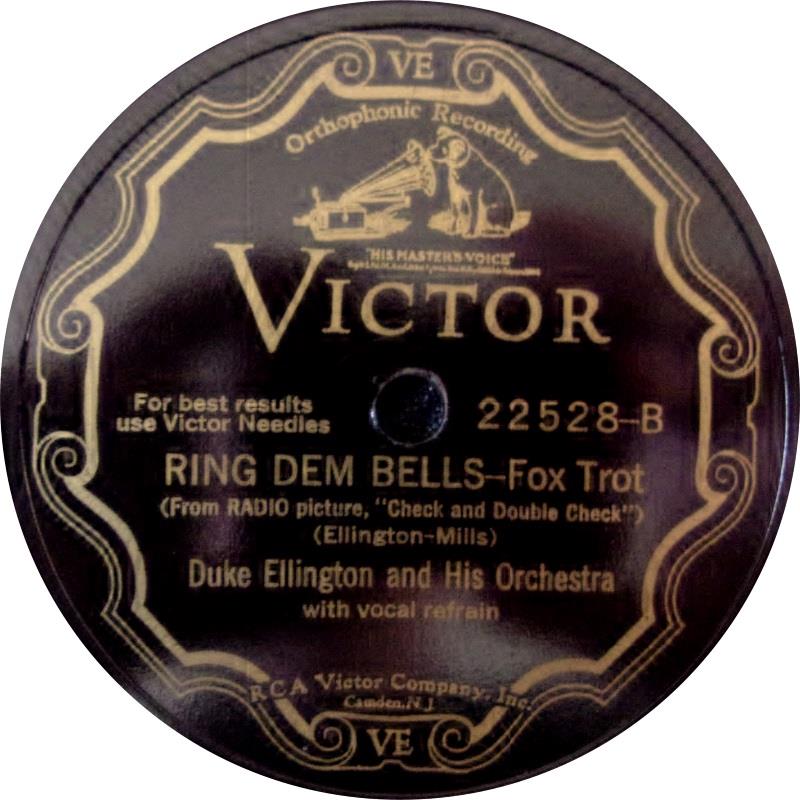 VE
Orthophonic Recording
"HIS MASTER'S VOICE"
VICTOR
For best results
use Victor Needles
22528-B
RING DEM BELLS-Fox Trot
(From RADIO picture, "Check and Double Check")
(Ellington-Mills)
Duke Ellington and His Orchestra
with vocal refrain
RCA Victor Company, Inc.
Camden, N. J.
VE